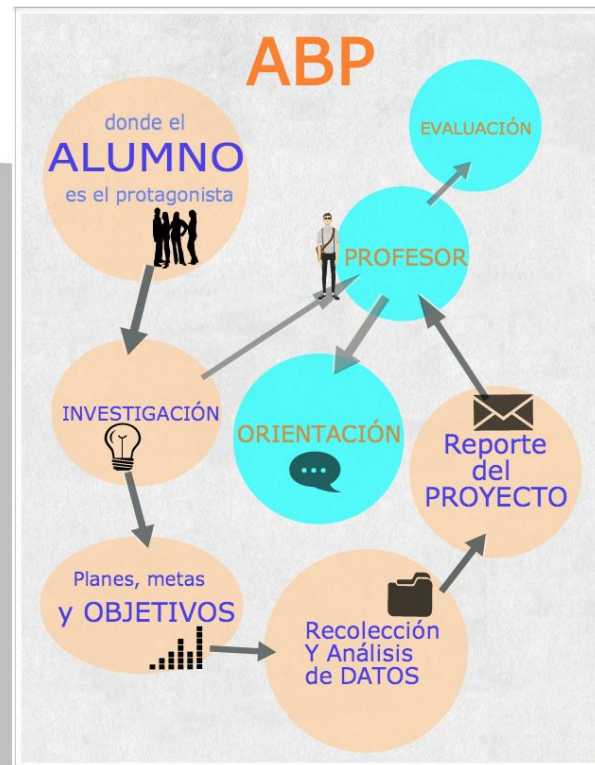 ABP
donde el
ALUMNO
es el protagonista
EVALUACIÓN
PROFESOR
INVESTIGACIÓN
ORIENTACIÓN
Reporte
del
PROYECTO
Planes, metas
y OBJETIVOS
Recolección
Y Análisis
de DATOS